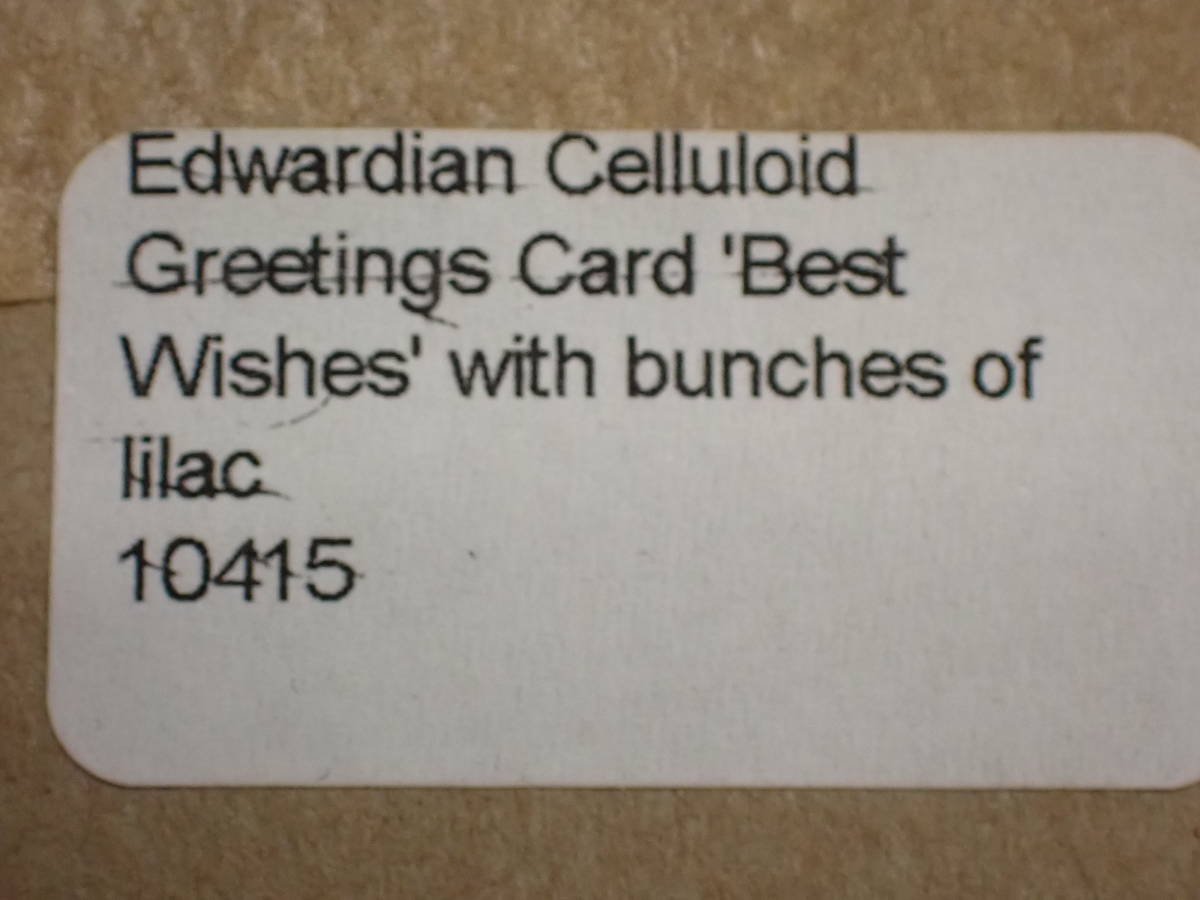 Edwardian Celluloid
Greetings Card 'Best
Wishes' with bunches of
lilac
10415